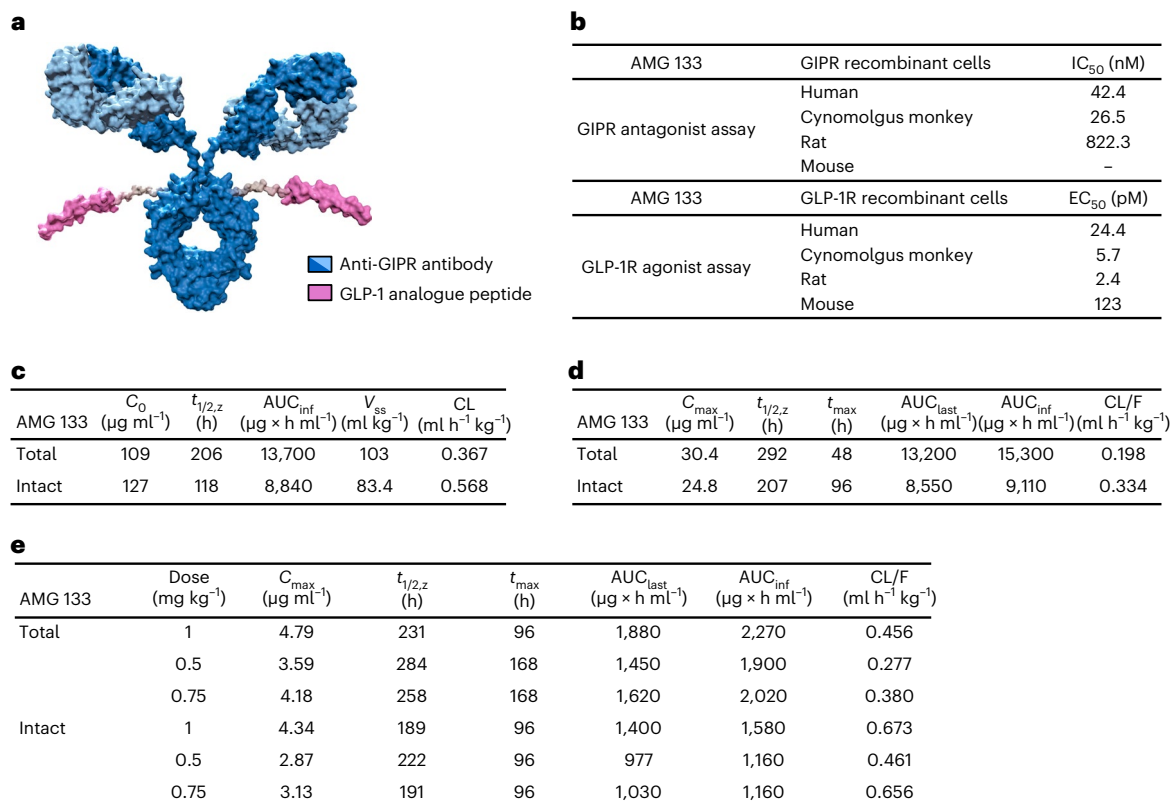 a
Anti-GIPR antibody
GLP-1 analogue peptide
b
AMG 133 GIPR recombinant cells IC50 (nM)
GIPR antagonist assay
Human 42.4
Cynomolgus monkey 26.5
Rat 822.3
Mouse –
AMG 133 GLP-1R recombinant cells EC50 (pM)
GLP-1R agonist assay
Human 24.4
Cynomolgus monkey 5.7
Rat 2.4
Mouse 123
c
AMG 133 C0 (µg ml−1) t1/2,z (h) AUCinf (µg × h ml−1) Vss (ml kg−1) CL (ml h−1 kg−1)
Total 109 206 13,700 103 0.367
Intact 127 118 8,840 83.4 0.568
d
AMG 133 Cmax (µg ml−1) t1/2,z (h) tmax (h) AUClast (µg × h ml−1) AUCinf (µg × h ml−1) CL/F (ml h−1 kg−1)
Total 30.4 292 48 13,200 15,300 0.198
Intact 24.8 207 96 8,550 9,110 0.334
e
AMG 133 Dose (mg kg−1) Cmax (µg ml−1) t1/2,z (h) tmax (h) AUClast (µg × h ml−1) AUCinf (µg × h ml−1) CL/F (ml h−1 kg−1)
Total 1 4.79 231 96 1,880 2,270 0.456
0.5 3.59 284 168 1,450 1,900 0.277
0.75 4.18 258 168 1,620 2,020 0.380
Intact 1 4.34 189 96 1,400 1,580 0.673
0.5 2.87 222 96 977 1,160 0.461
0.75 3.13 191 96 1,030 1,160 0.656